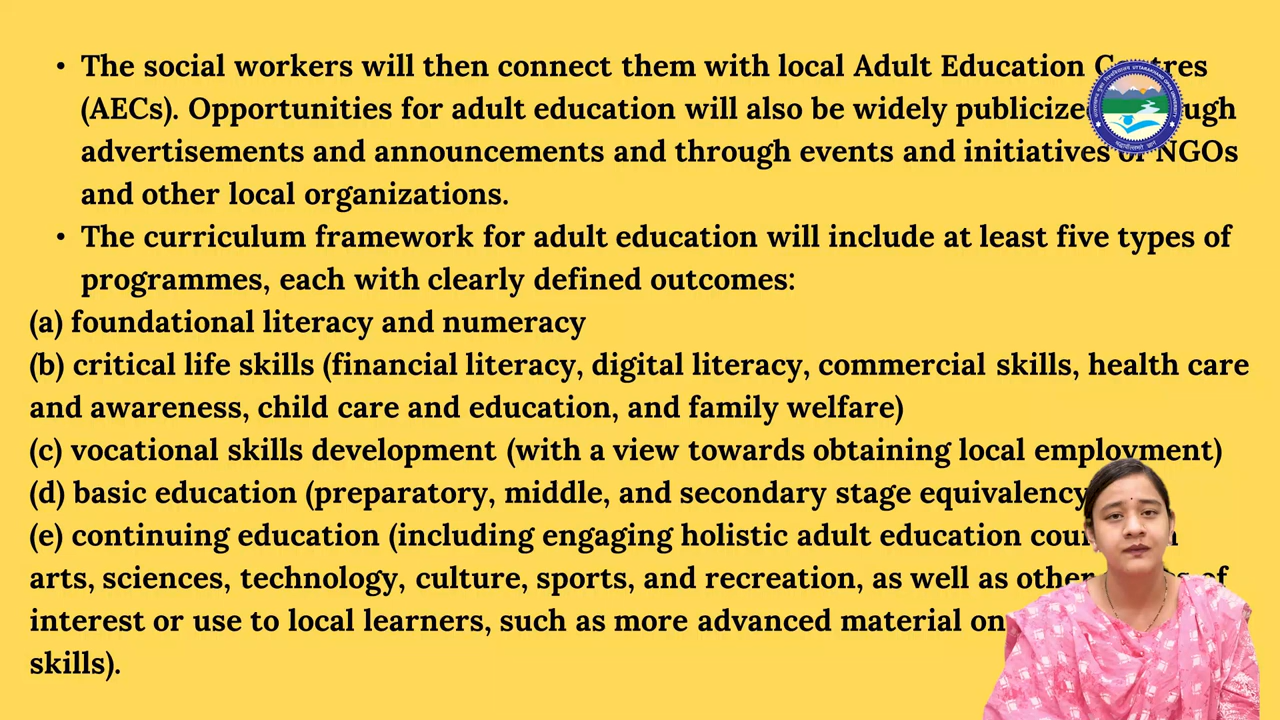 • The social workers will then connect them with local Adult Education
(AECs). Opportunities for adult education will also be widely
advertisements and announcements and through events and initiatives of NGOs
and other local organizations.
• The curriculum framework for adult education will include at least five types of
programmes, each with clearly defined outcomes:
(a) foundational literacy and numeracy
(b) critical life skills (financial literacy, digital literacy, commercial skills, health care
and awareness, child care and education, and family welfare)
(c) vocational skills development (with a view towards obtaining local employment)
(d) basic education (preparatory, middle, and secondary stage equivalency
(e) continuing education (including engaging holistic adult education
arts, sciences, technology, culture, sports, and recreation, as well as other of
interest or use to local learners, such as more advanced material on
skills).